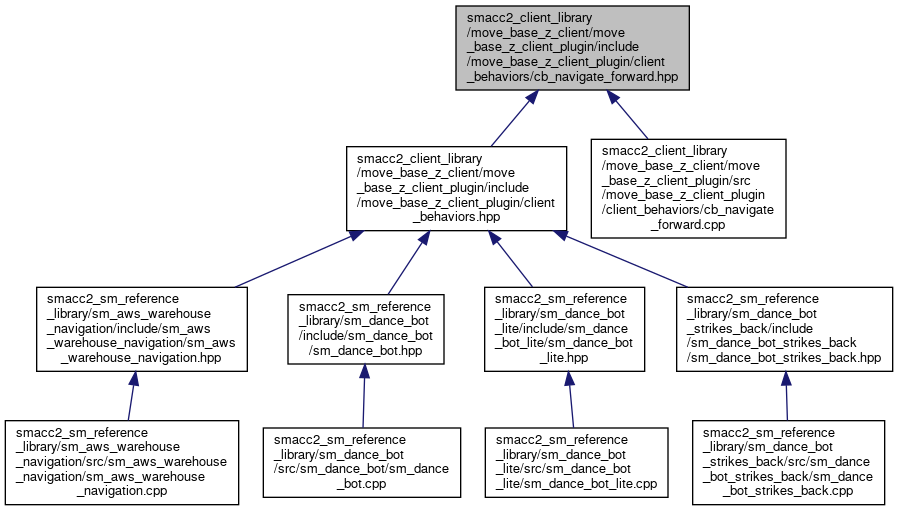 smacc2_client_library
/move_base_z_client/move
_base_z_client_plugin/include
/move_base_z_client_plugin/client
_behaviors/cb_navigate_forward.hpp
smacc2_client_library
/move_base_z_client/move
_base_z_client_plugin/include
/move_base_z_client_plugin/client
_behaviors.hpp
smacc2_client_library
/move_base_z_client/move
_base_z_client_plugin/src
/move_base_z_client_plugin
/client_behaviors/cb_navigate
_forward.cpp
smacc2_sm_reference
_library/sm_aws_warehouse
_navigation/include/sm_aws
_warehouse_navigation/sm_aws
_warehouse_navigation.hpp
smacc2_sm_reference
_library/sm_dance_bot
/include/sm_dance_bot
/sm_dance_bot.hpp
smacc2_sm_reference
_library/sm_dance_bot
_lite/include/sm_dance
_bot_lite/sm_dance_bot
_lite.hpp
smacc2_sm_reference
_library/sm_dance_bot
_strikes_back/include
/sm_dance_bot_strikes_back
/sm_dance_bot_strikes_back.hpp
smacc2_sm_reference
_library/sm_aws_warehouse
_navigation/src/sm_aws_warehouse
_navigation/sm_aws_warehouse
_navigation.cpp
smacc2_sm_reference
_library/sm_dance_bot
/src/sm_dance_bot/sm_dance
_bot.cpp
smacc2_sm_reference
_library/sm_dance_bot
_lite/src/sm_dance_bot
_lite/sm_dance_bot_lite.cpp
smacc2_sm_reference
_library/sm_dance_bot
_strikes_back/src/sm_dance
_bot_strikes_back/sm_dance
_bot_strikes_back.cpp